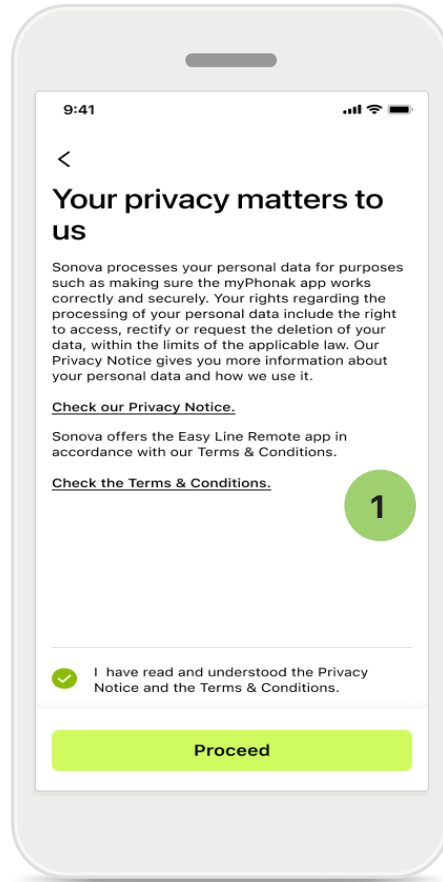 9:41
Your privacy matters to
us
Sonova processes your personal data for purposes
such as making sure the myPhonak app works
correctly and securely. Your rights regarding the
processing of your personal data include the right
to access, rectify or request the deletion of your
data, within the limits of the applicable law. Our
Privacy Notice gives you more information about
your personal data and how we use it.
Check our Privacy Notice.
Sonova offers the Easy Line Remote app in
accordance with our Terms & Conditions.
Check the Terms & Conditions.
1
I have read and understood the Privacy
Notice and the Terms & Conditions.
Proceed